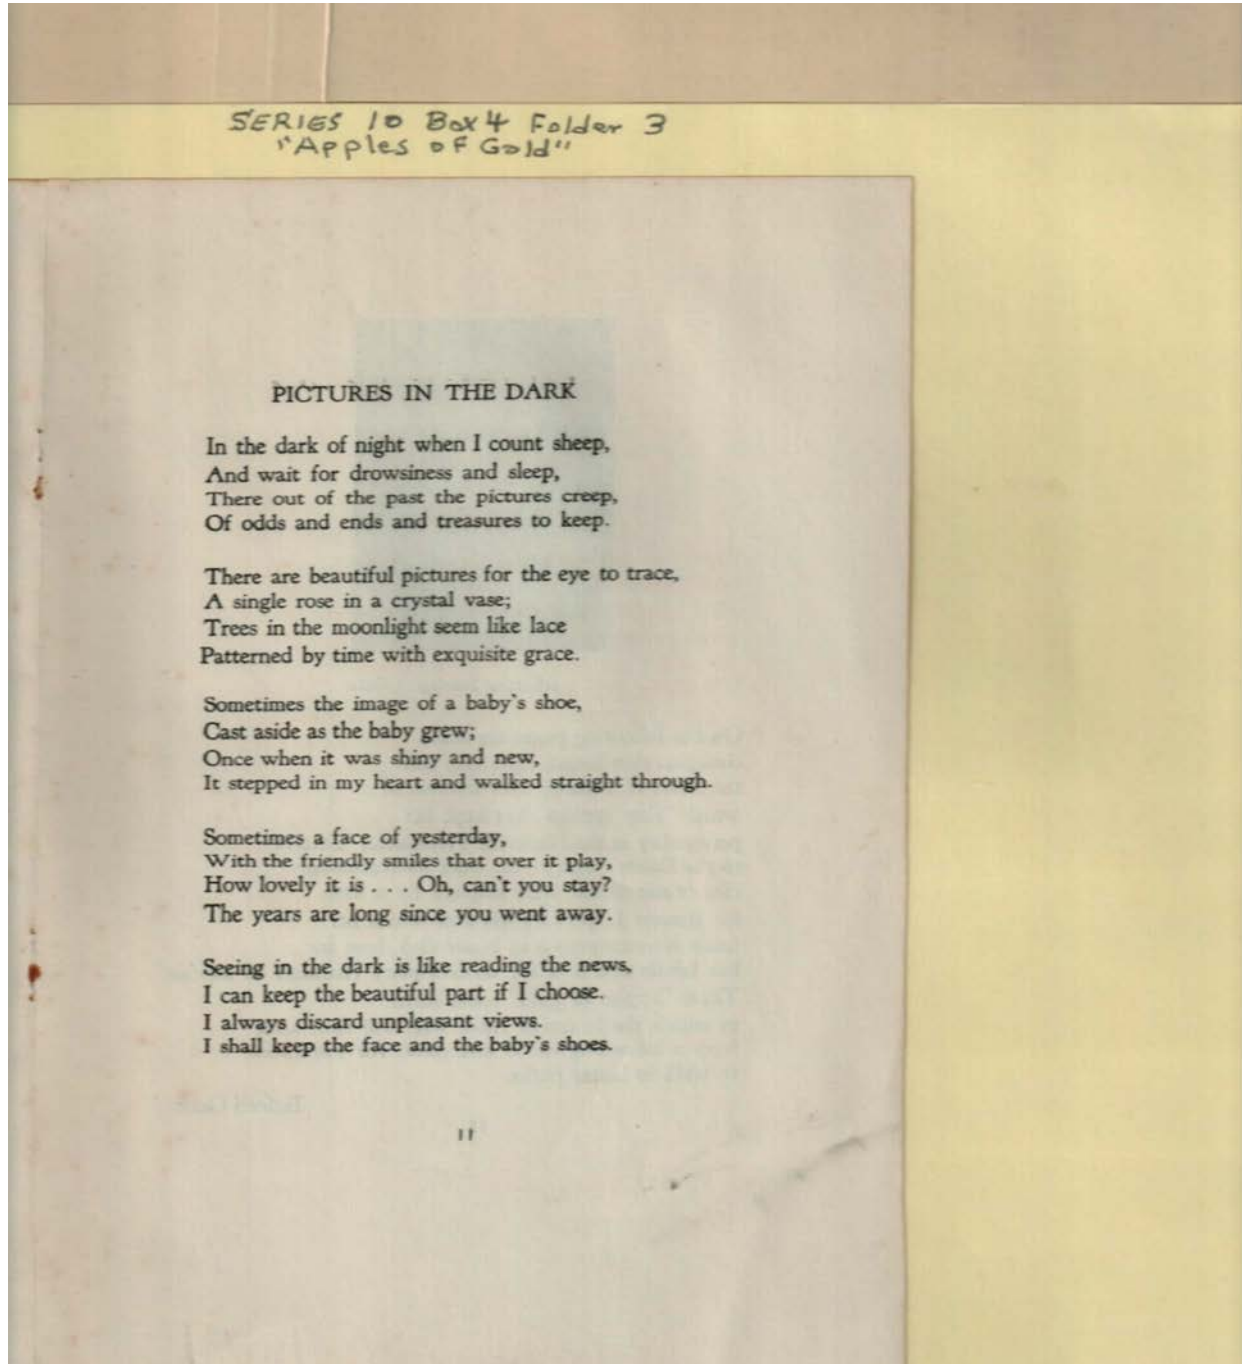 SERIES 10 Box 4 Folder 3
"Apples of Gold"
PICTURES IN THE DARK
In the dark of night when I count sheep,
And wait for drowsiness and sleep,
There out of the past the pictures creep,
Of odds and ends and treasures to keep.
There are beautiful pictures for the eye to trace,
A single rose in a crystal vase;
Trees in the moonlight seem like lace
Patterned by time with exquisite grace.
Sometimes the image of a baby's shoe,
Cast aside as the baby grew;
Once when it was shiny and new,
It stepped in my heart and walked straight through.
Sometimes a face of yesterday,
With the friendly smiles that over it play,
How lovely it is . . . Oh, can't you stay?
The years are long since you went away.
Seeing in the dark is like reading the news,
I can keep the beautiful part if I choose.
I always discard unpleasant views.
I shall keep the face and the baby's shoes.
11